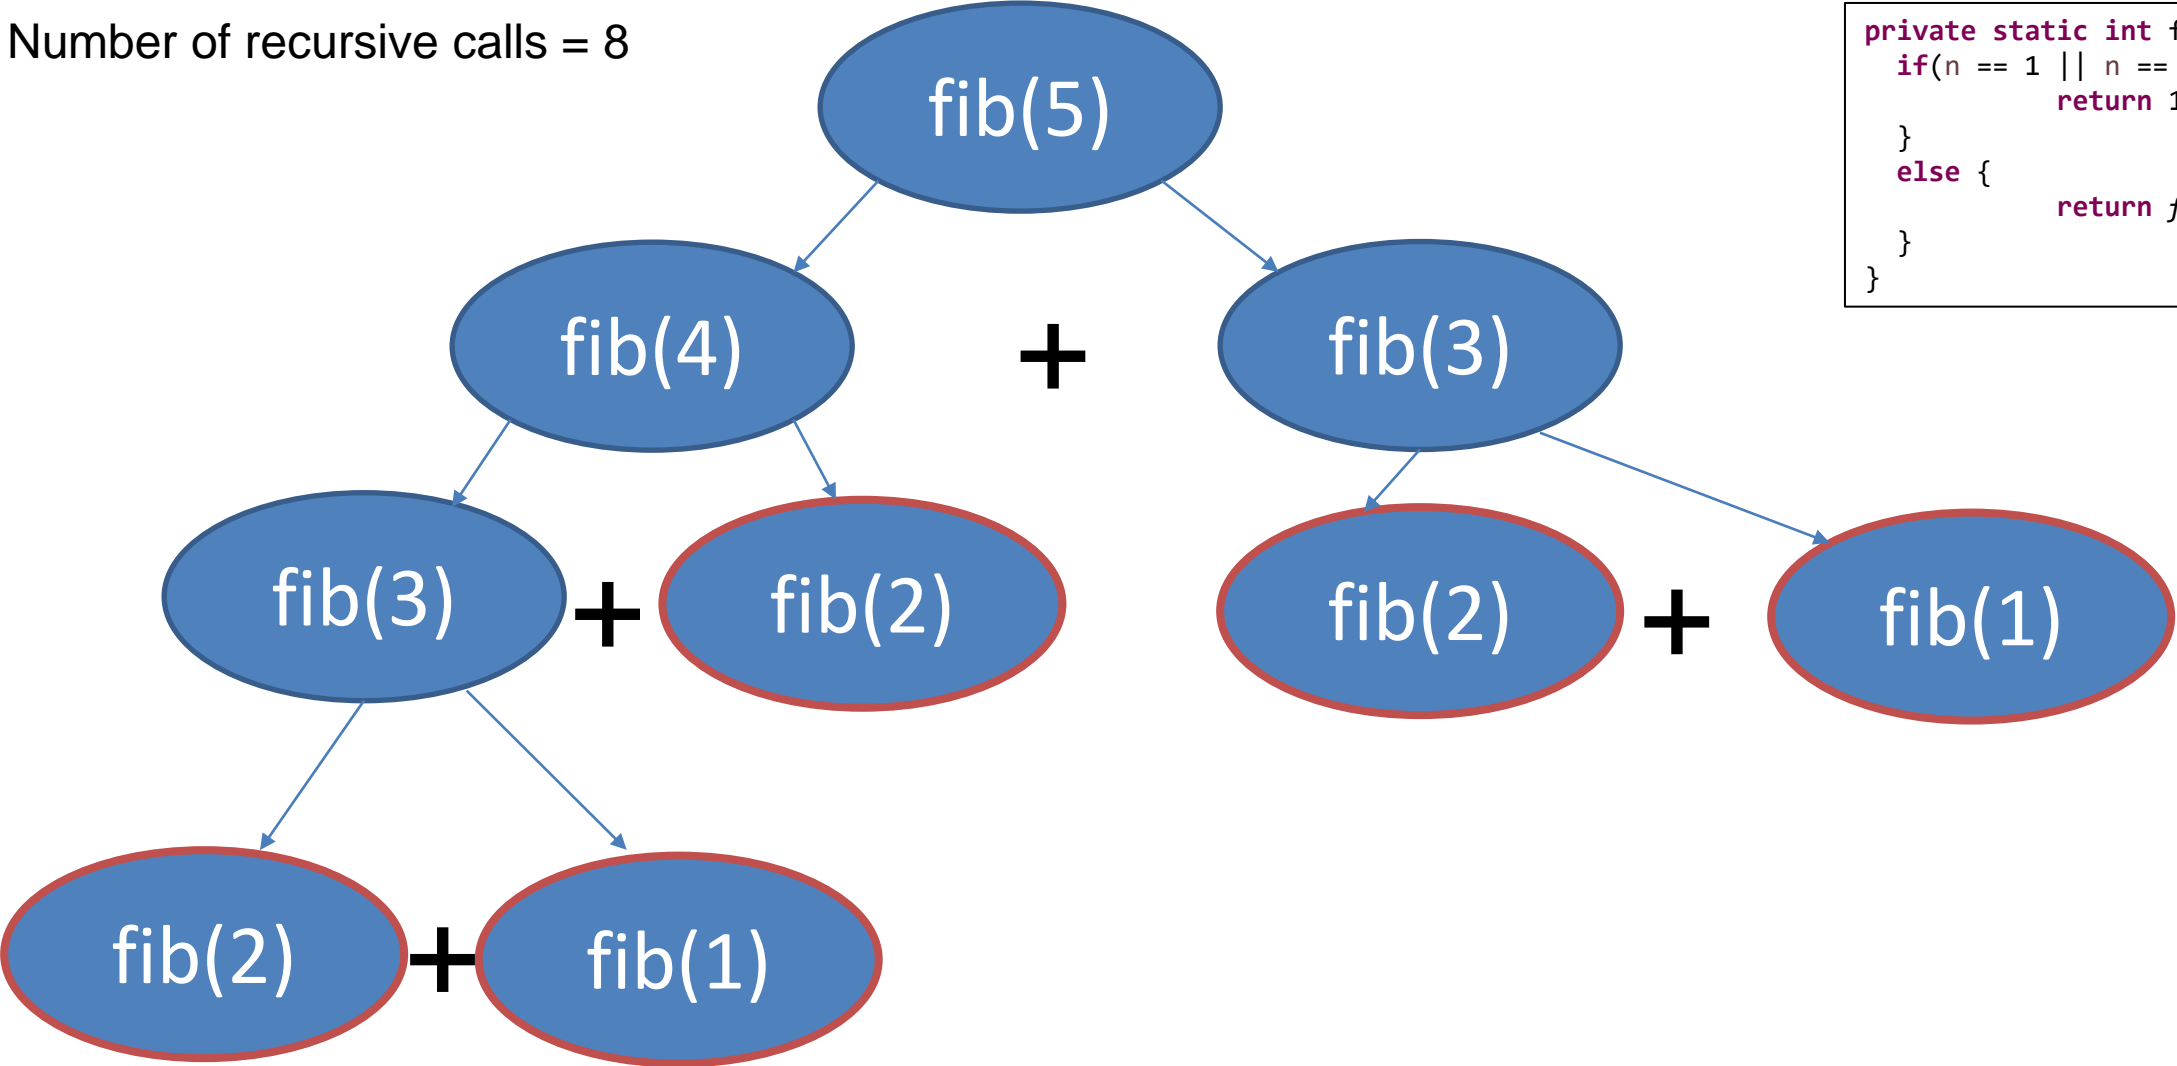 Number of recursive calls = 8
private static int
if(n == 1 || n ==
return 1
}
else {
return
}
}
fib(5)
fib(4) + fib(3)
fib(3) + fib(2) fib(2) + fib(1)
fib(2) + fib(1)